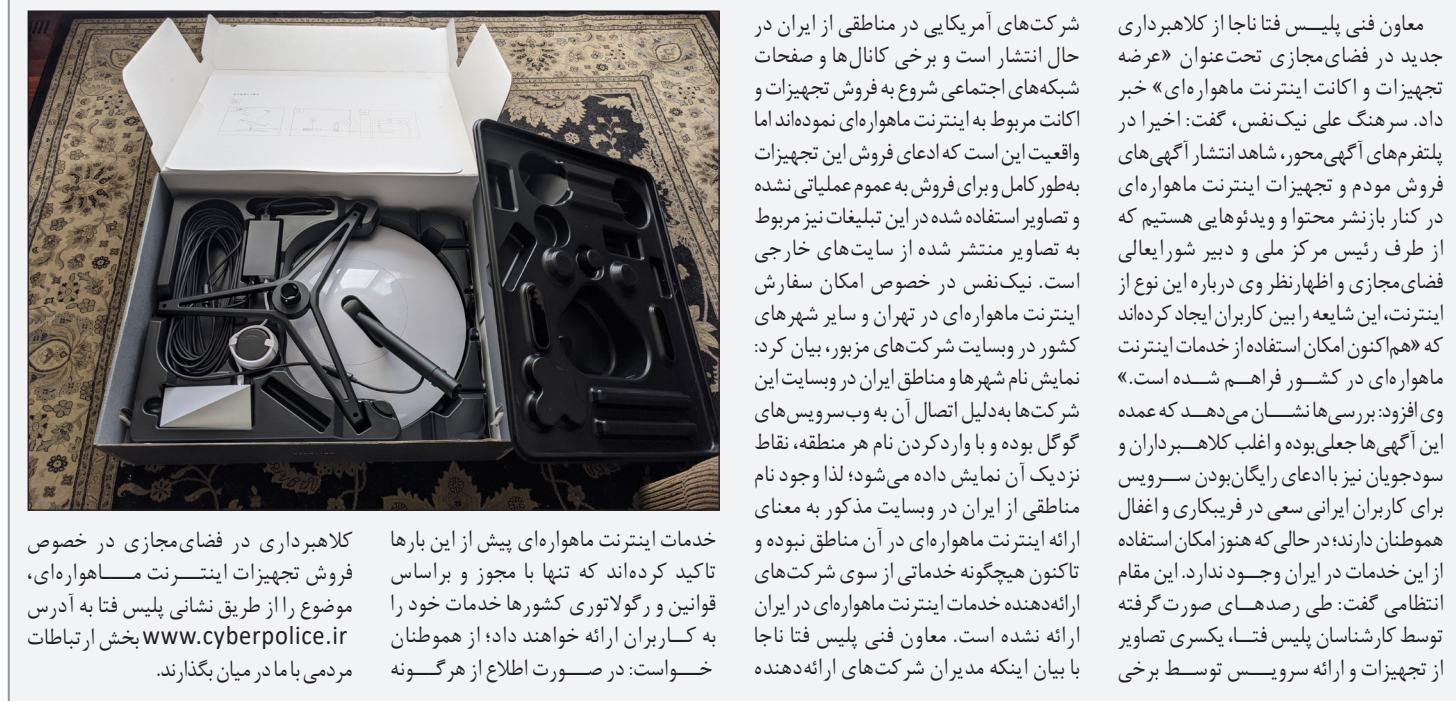 معاون فنی پلیس فتا ناجا از کلاهبرداری
جدید در فضای‌مجازی تحت‌عنوان «عرضه
تجهیزات و اکانت اینترنت ماهواره‌ای» خبر
داد. سرهنگ علی نیک‌نفس، گفت: اخیرا در
پلتفرم‌های آگهی‌محور، شاهد انتشار آگهی‌های
فروش مودم و تجهیزات اینترنت ماهواره‌ای
در کنار بازنشر محتوا و ویدئوهایی هستیم که
از طرف رئیس مرکز ملی و دبیر شورایعالی
فضای‌مجازی و اظهارنظر وی درباره این نوع از
اینترنت، این شایعه را بین کاربران ایجاد کرده‌اند
که «هم‌اکنون امکان استفاده از خدمات اینترنت
ماهواره‌ای در کشور فراهم شده است.»
وی افزود: بررسی‌ها نشان می‌دهد که عمده
این آگهی‌ها جعلی‌بوده و اغلب کلاهبرداران و
سودجویان نیز با ادعای رایگان‌بودن سرویس
برای کاربران ایرانی سعی در فریبکاری و اغفال
هموطنان دارند؛ در حالی‌که هنوز امکان استفاده
از این خدمات در ایران وجود ندارد. این مقام
انتظامی گفت: طی رصدهای صورت‌گرفته
توسط کارشناسان پلیس فتا، یکسری تصاویر
از تجهیزات و ارائه سرویس توسط برخی
شرکت‌های آمریکایی در مناطقی از ایران در
حال انتشار است و برخی کانال‌ها و صفحات
شبکه‌های اجتماعی شروع به فروش تجهیزات و
اکانت مربوط به اینترنت ماهواره‌ای نموده‌اند اما
واقعیت این است که ادعای فروش این تجهیزات
به‌طور کامل و برای فروش به عموم عملیاتی نشده
و تصاویر استفاده شده در این تبلیغات نیز مربوط
به تصاویر منتشر شده از سایت‌های خارجی
است. نیک‌نفس در خصوص امکان سفارش
اینترنت ماهواره‌ای در تهران و سایر شهرهای
کشور در وبسایت شرکت‌های مزبور، بیان کرد:
نمایش نام شهرها و مناطق ایران در وبسایت این
شرکت‌ها به‌دلیل اتصال آن به وب‌سرویس‌های
گوگل بوده و با وارد کردن نام هر منطقه، نقاط
نزدیک آن نمایش داده می‌شود؛ لذا وجود نام
مناطقی از ایران در وبسایت مذکور به معنای
ارائه اینترنت ماهواره‌ای در آن مناطق نبوده و
تاکنون هیچگونه خدماتی از سوی شرکت‌های
ارائه‌دهنده خدمات اینترنت ماهواره‌ای در ایران
ارائه نشده است. معاون فنی پلیس فتا ناجا
با بیان اینکه مدیران شرکت‌های ارائه‌دهنده
خدمات اینترنت ماهواره‌ای پیش از این بارها
تاکید کرده‌اند که تنها با مجوز و براساس
قوانین و رگولاتوری کشورها خدمات خود را
به کاربران ارائه خواهند داد؛ از هموطنان
خواست: در صورت اطلاع از هرگونه
کلاهبرداری در فضای‌مجازی در خصوص
فروش تجهیزات اینترنت ماهواره‌ای،
موضوع را از طریق نشانی پلیس فتا به آدرس
www.cyberpolice.ir بخش ارتباطات
مردمی با ما در میان بگذارند.